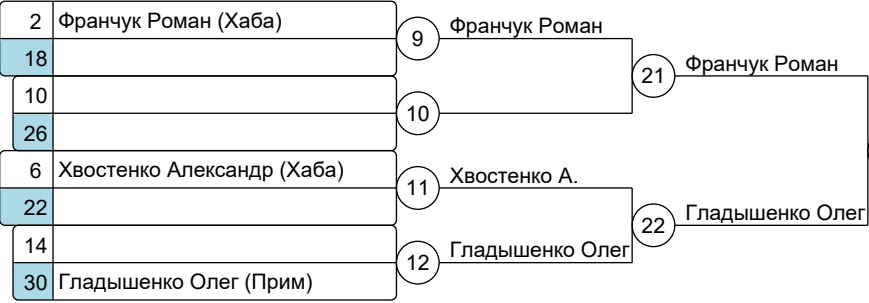 2 Франчук Роман (Хаба)
18
9 Франчук Роман
21 Франчук Роман
10
26
10
6 Хвостенко Александр (Хаба)
22
11 Хвостенко А.
22 Гладышенко Олег
14
30 Гладышенко Олег (Прим)
12 Гладышенко Олег